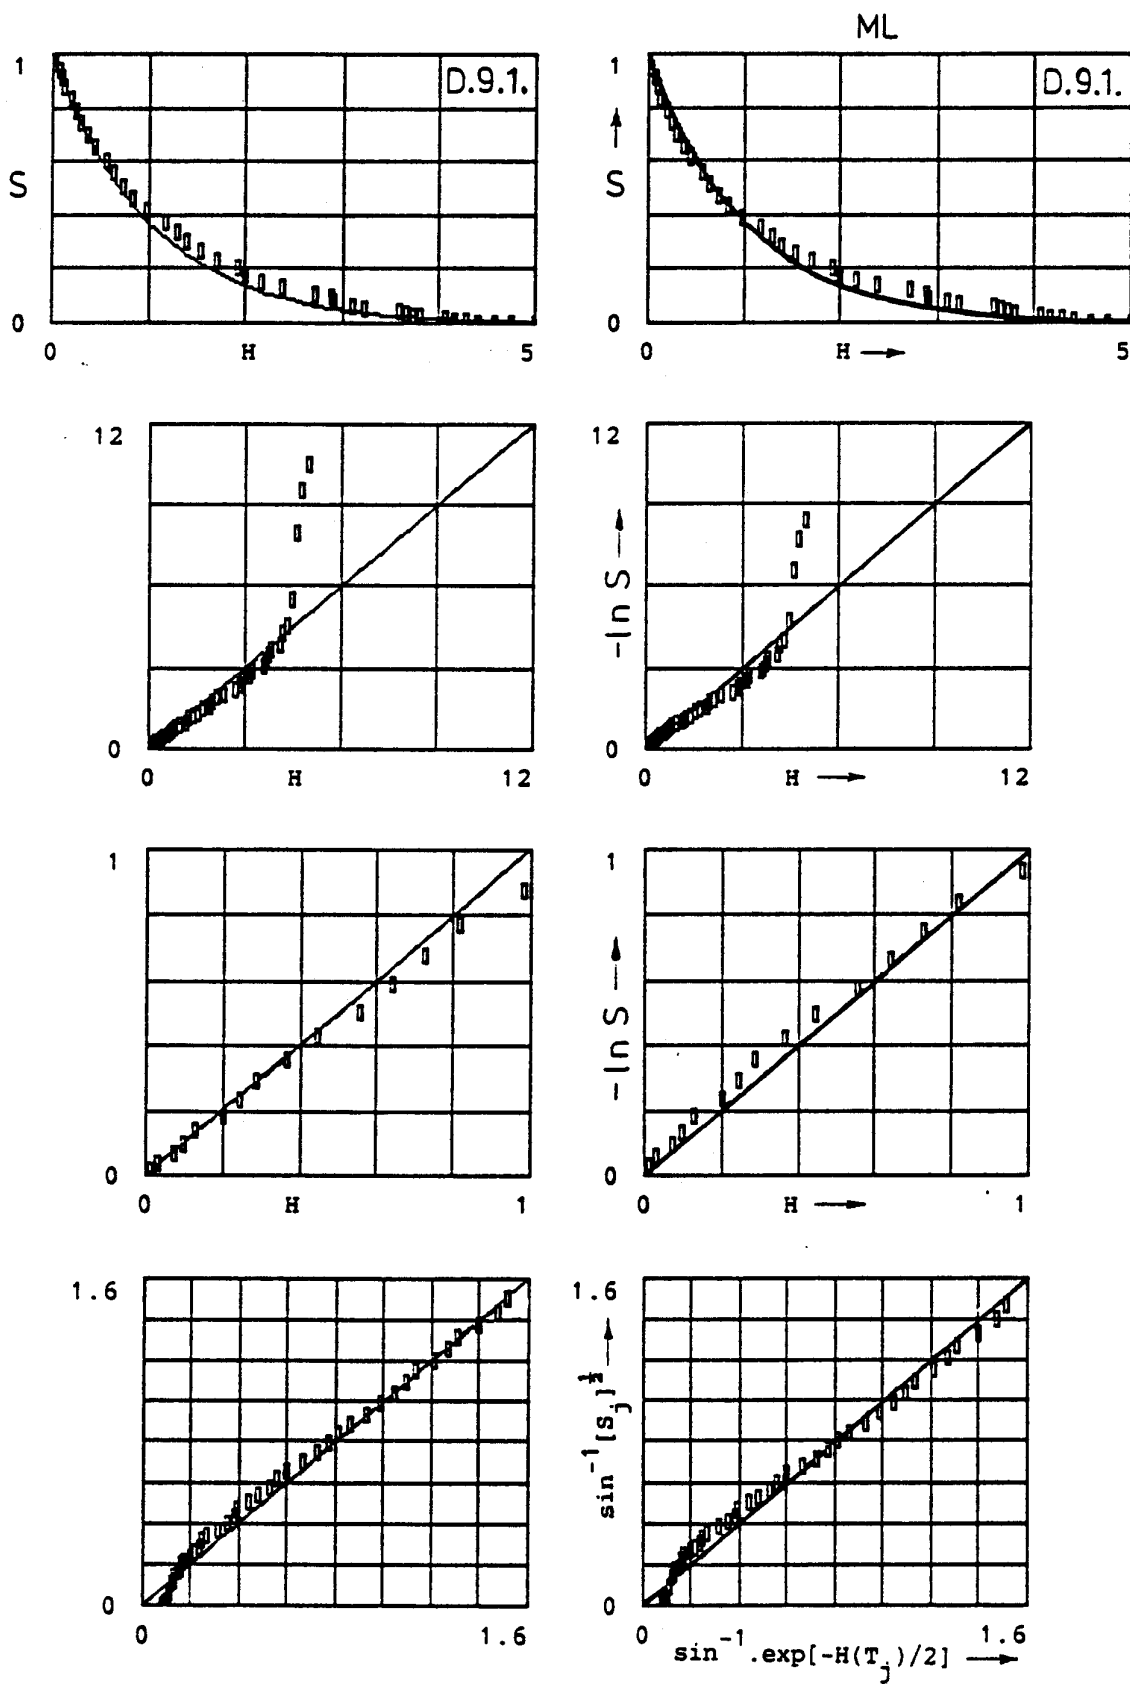 ML
1
D.9.1.
S
0
0 H 5
1
D.9.1.
S →
0
0 H → 5
12
0
0 H 12
12
-ln S →
0
0 H → 12
1
0
0 H 1
1
-ln S →
0
0 H → 1
1.6
0
0 1.6
1.6
sin⁻¹[S_j]^½ →
0
0 1.6
sin⁻¹.exp[-H(T_j)/2] →